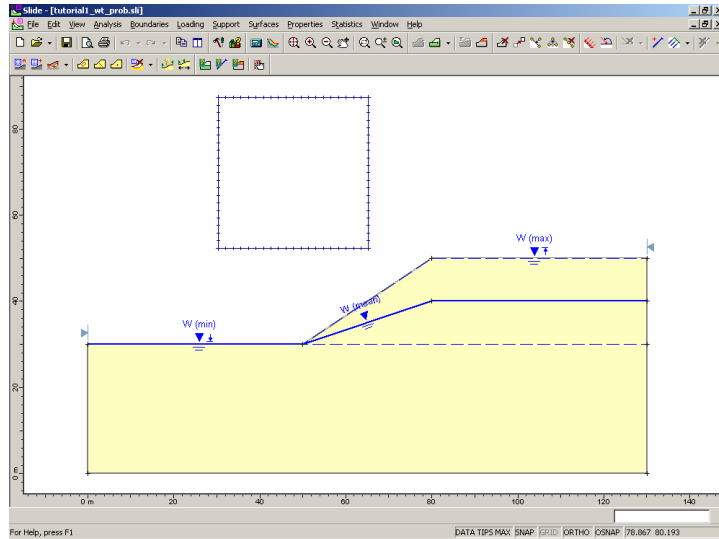 Slide - [tutorial1_wt_prob.sli]
File Edit View Analysis Boundaries Loading Support Surfaces Properties Statistics Window Help
80
60
40
20
0 m
W (max)
W (mean)
W (min)
0 m 20 40 60 80 100 120 140
For Help, press F1
DATA TIPS MAX SNAP GRID ORTHO OSNAP 78.867 80.193